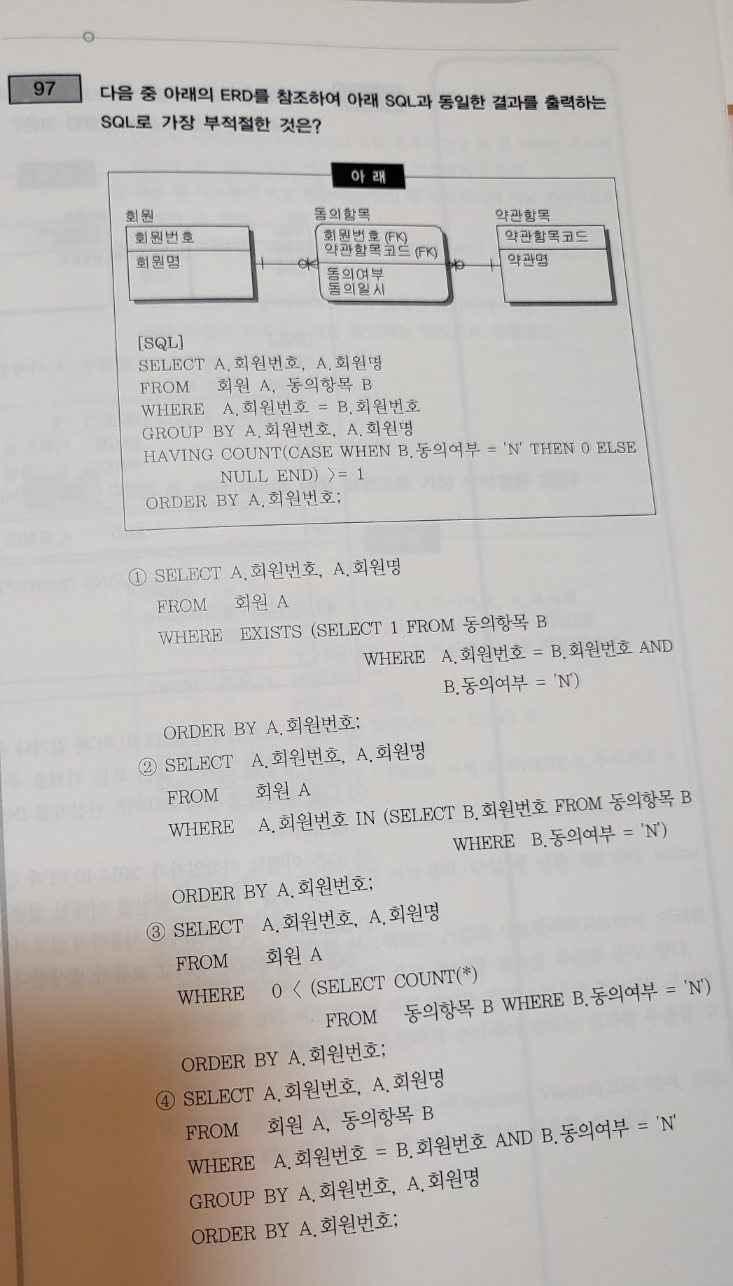 97
다음 중 아래의 ERD를 참조하여 아래 SQL과 동일한 결과를 출력하는
SQL로 가장 부적절한 것은?
아 래
회원
동의항목
약관항목
회원번호
회원명
회원번호 (FK)
약관항목코드 (FK)
동의여부
동의일시
약관항목코드
약관명
[SQL]
SELECT A.회원번호, A.회원명
FROM 회원 A, 동의항목 B
WHERE A.회원번호 = B.회원번호
GROUP BY A.회원번호, A.회원명
HAVING COUNT(CASE WHEN B.동의여부 = 'N' THEN 0 ELSE
NULL END) >= 1
ORDER BY A.회원번호;
① SELECT A.회원번호, A.회원명
FROM 회원 A
WHERE EXISTS (SELECT 1 FROM 동의항목 B
WHERE A.회원번호 = B.회원번호 AND
B.동의여부 = 'N')
ORDER BY A.회원번호;
② SELECT A.회원번호, A.회원명
FROM 회원 A
WHERE A.회원번호 IN (SELECT B.회원번호 FROM 동의항목 B
WHERE B.동의여부 = 'N')
ORDER BY A.회원번호;
③ SELECT A.회원번호, A.회원명
FROM 회원 A
WHERE 0 < (SELECT COUNT(*)
FROM 동의항목 B WHERE B.동의여부 = 'N')
ORDER BY A.회원번호;
④ SELECT A.회원번호, A.회원명
FROM 회원 A, 동의항목 B
WHERE A.회원번호 = B.회원번호 AND B.동의여부 = 'N'
GROUP BY A.회원번호, A.회원명
ORDER BY A.회원번호;